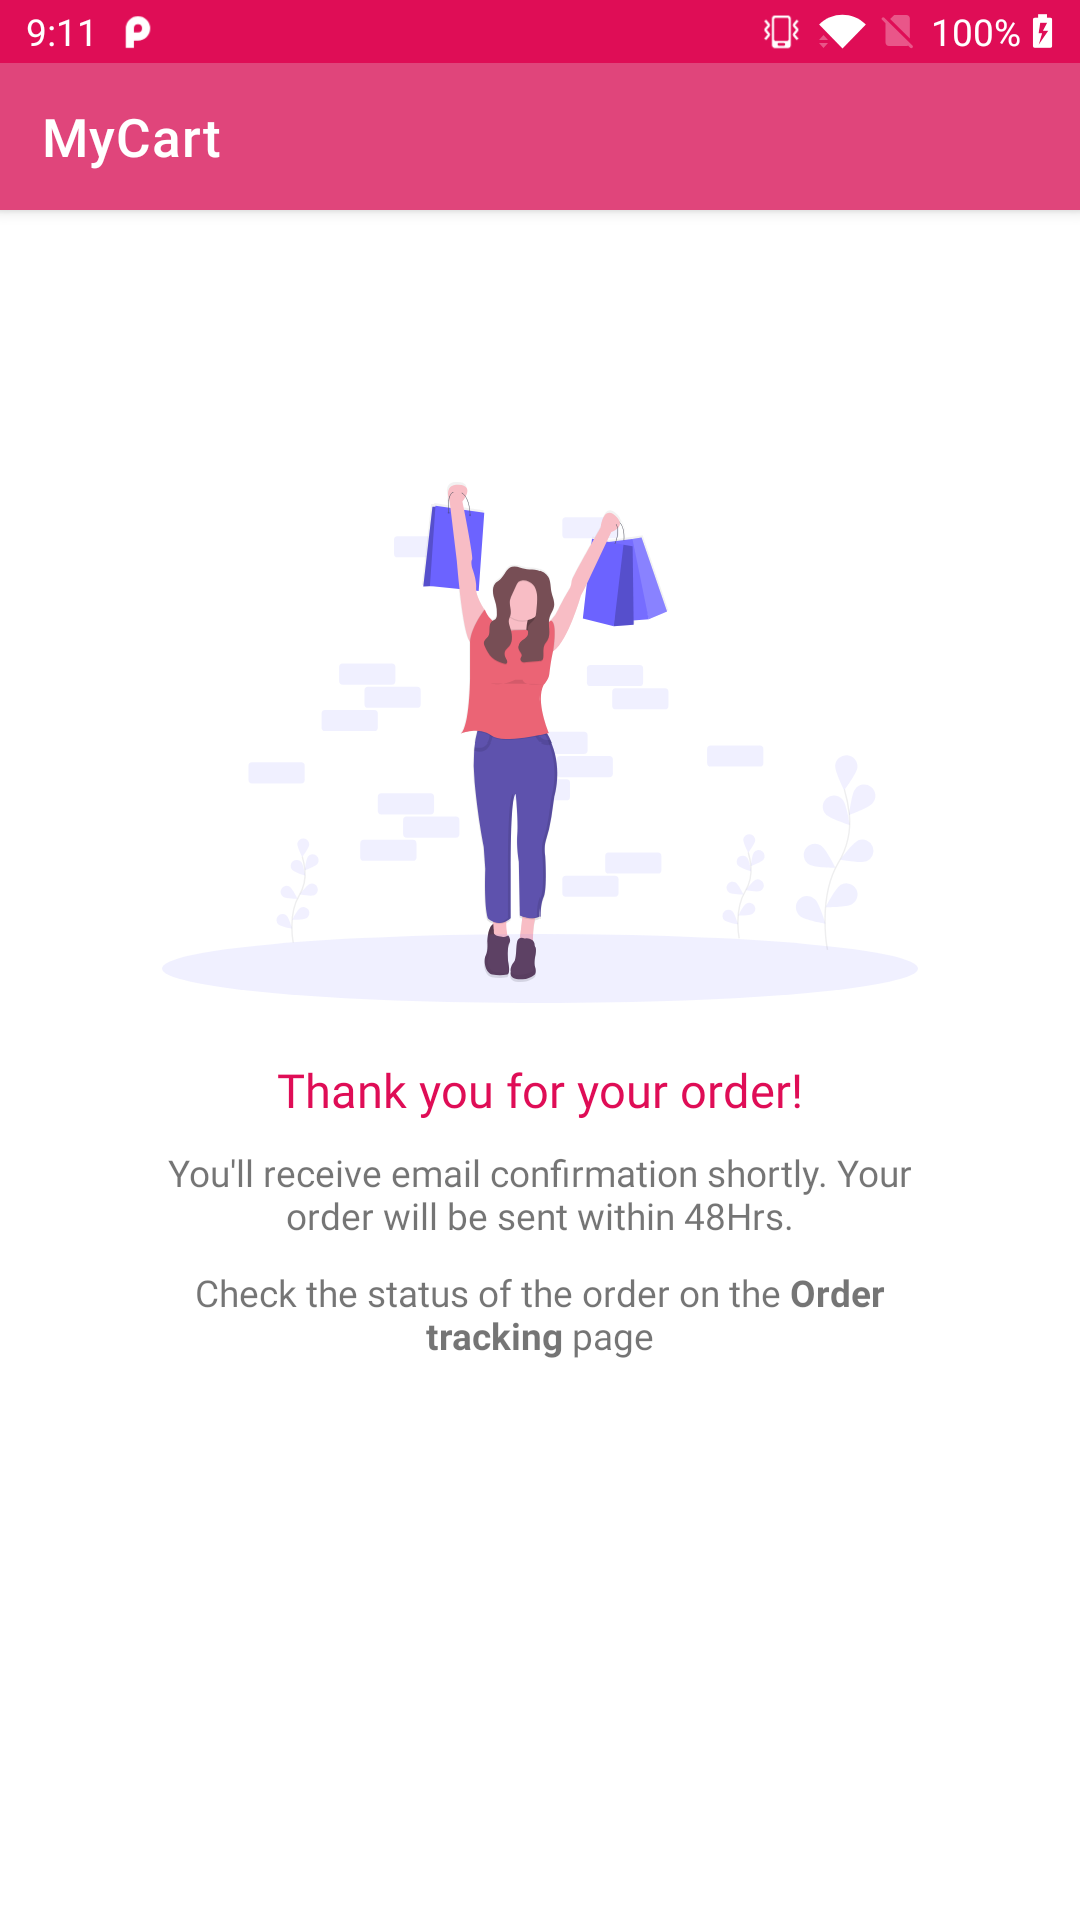 9:11
100%
MyCart
Thank you for your order!
You'll receive email confirmation shortly. Your
order will be sent within 48Hrs.
Check the status of the order on the Order
tracking page